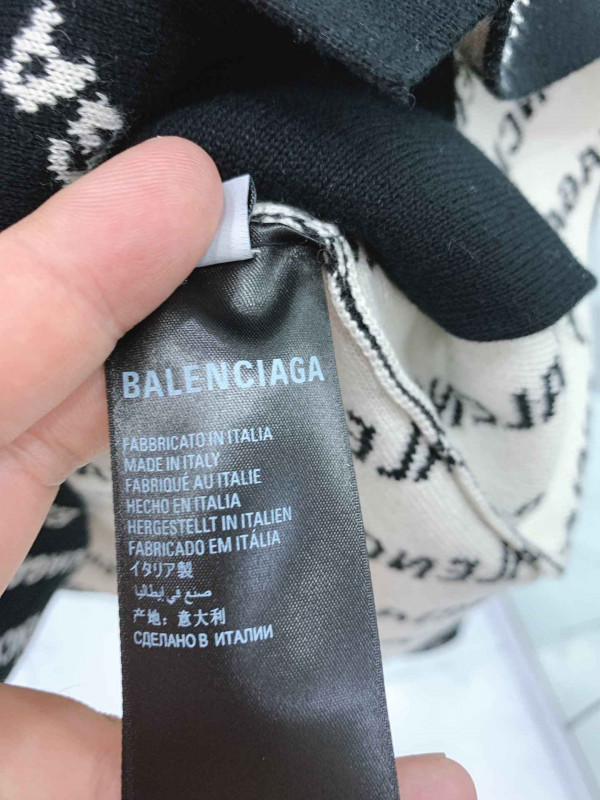 BALENCIAGA
FABBRICATO IN ITALIA
MADE IN ITALY
FABRIQUÉ AU ITALIE
HECHO EN ITALIA
HERGESTELLT IN ITALIEN
FABRICADO EM ITÁLIA
イタリア製
صنع في إيطاليا
产地：意大利
СДЕЛАНО В ИТАЛИИ